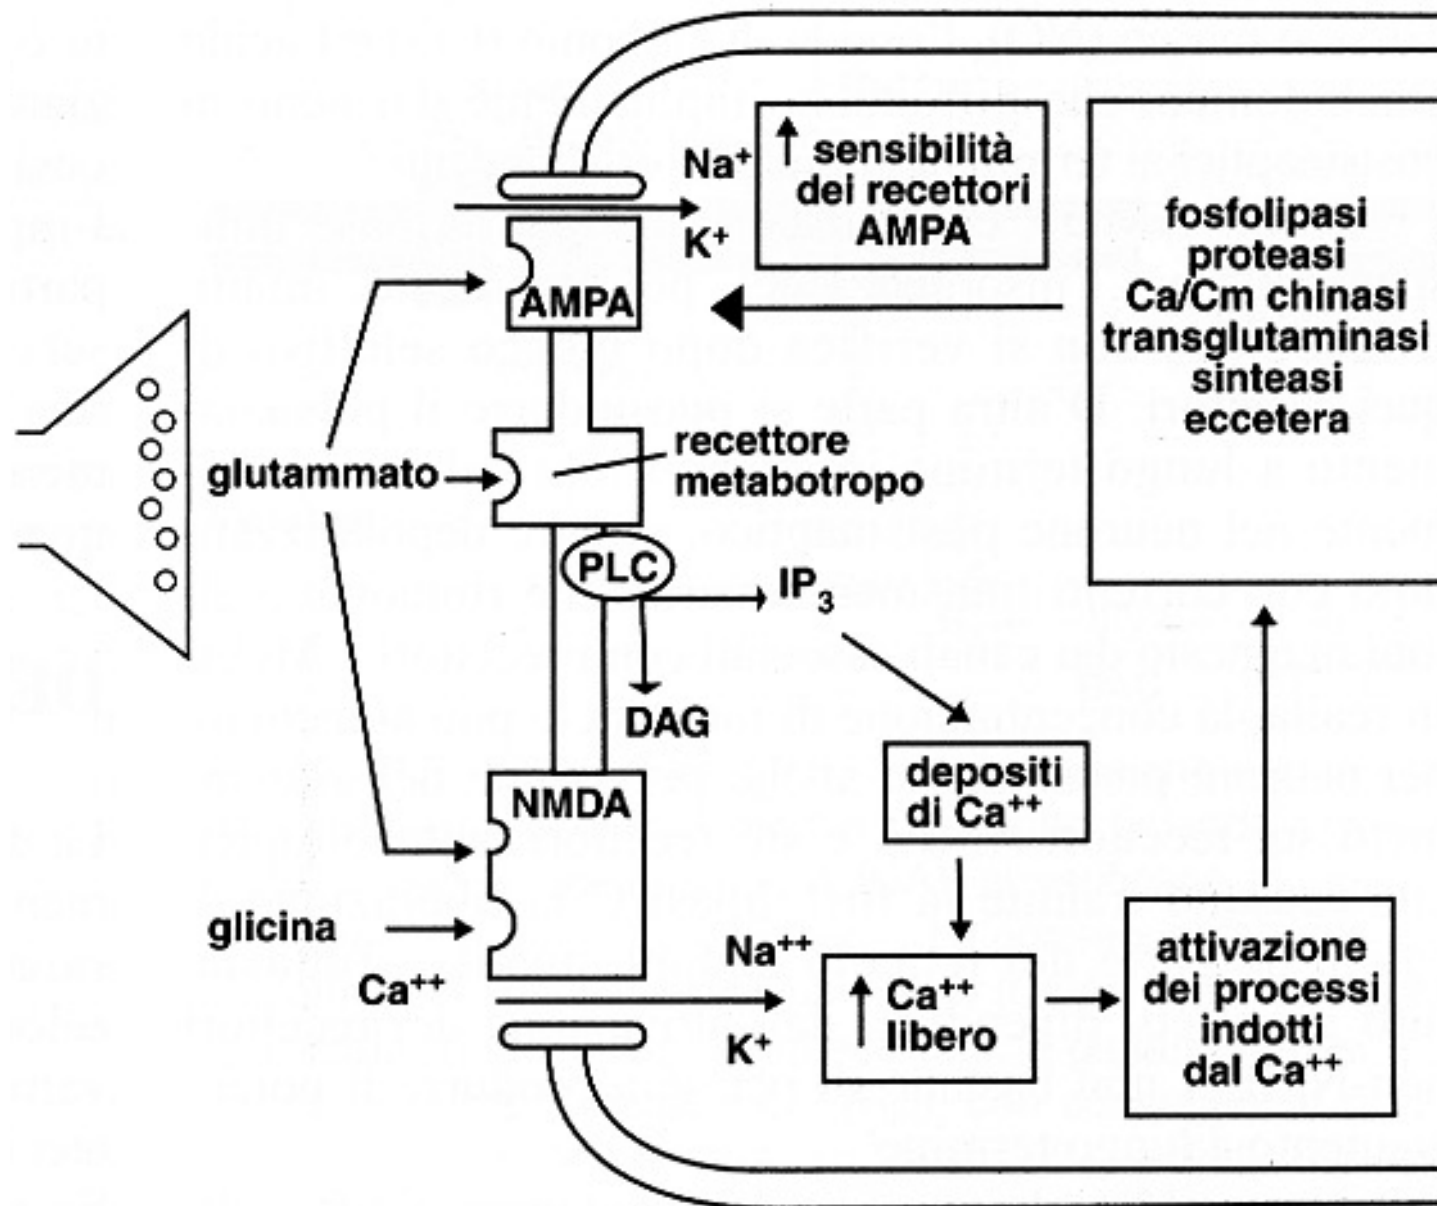 Na⁺
K⁺
↑ sensibilità
dei recettori
AMPA
fosfolipasi
proteasi
Ca/Cm chinasi
transglutaminasi
sinteasi
eccetera
AMPA
recettore
metabotropo
glutammato
PLC
IP₃
DAG
depositi
di Ca⁺⁺
NMDA
glicina
Ca⁺⁺
Na⁺⁺
K⁺
↑ Ca⁺⁺
libero
attivazione
dei processi
indotti
dal Ca⁺⁺